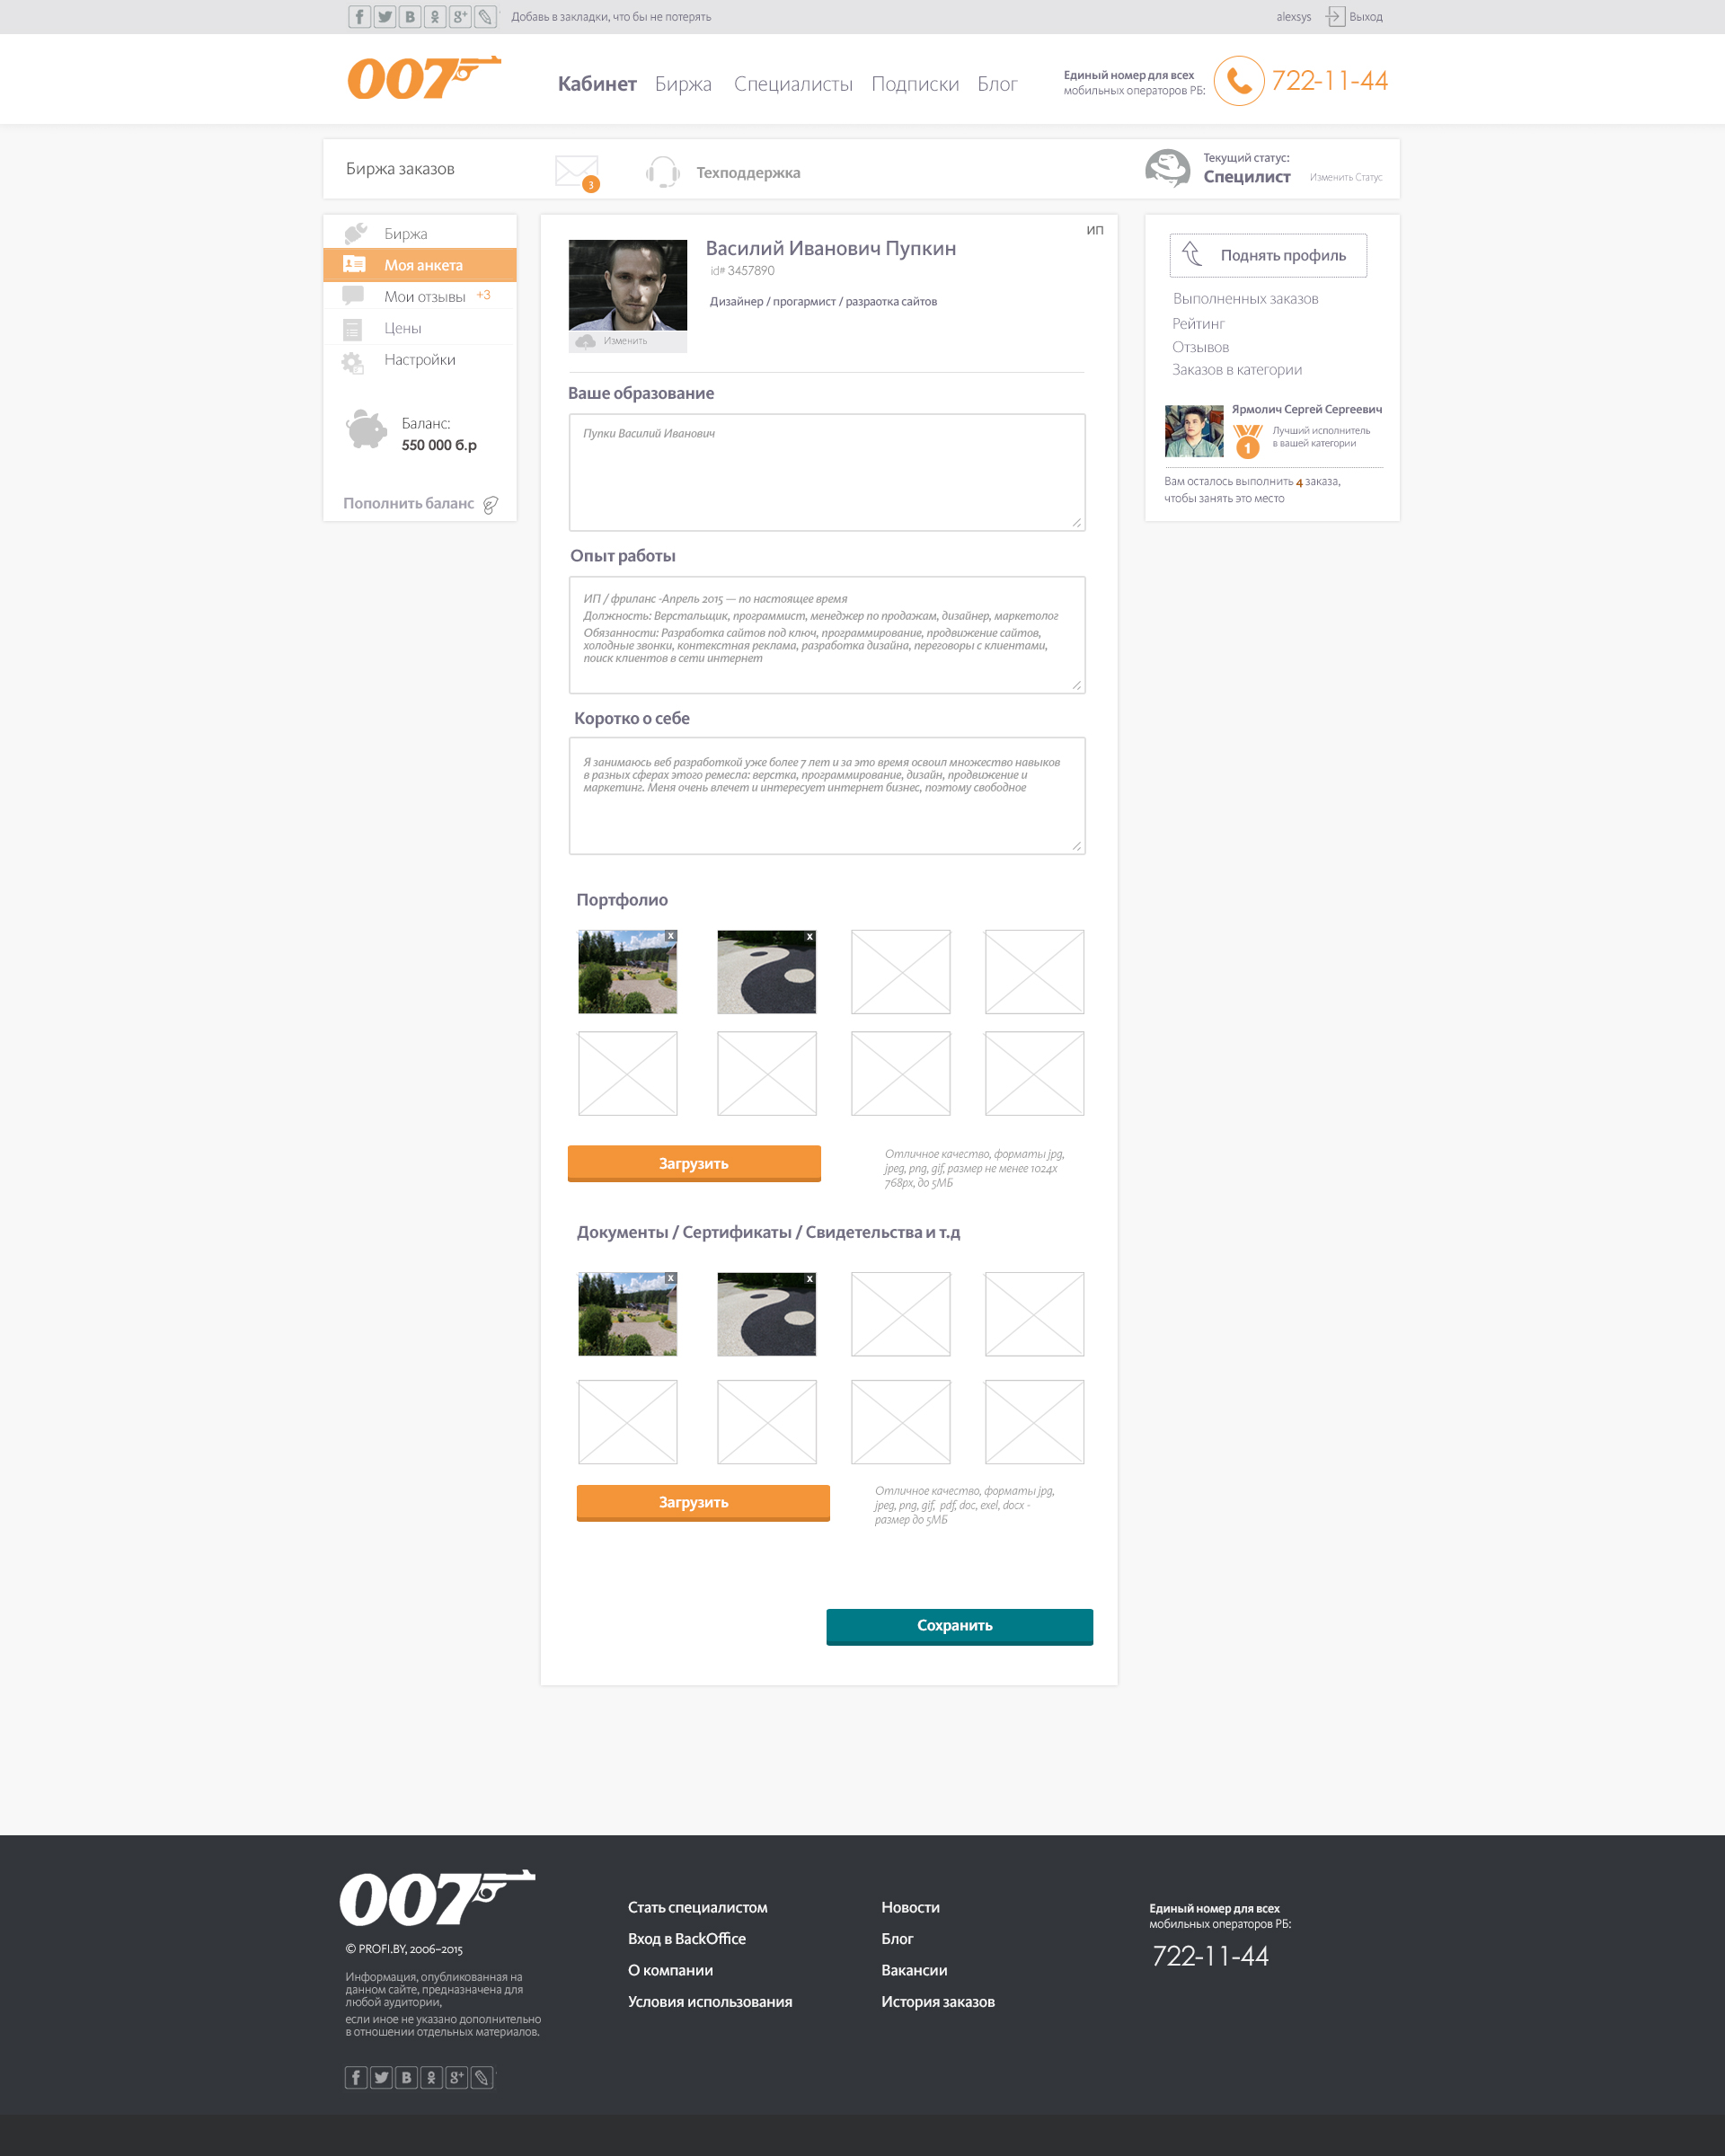 Добавь в закладки, что бы не потерять
alexsys
Выход
007
Кабинет
Биржа
Специалисты
Подписки
Блог
Единый номер для всех
мобильных операторов РБ:
722-11-44
Биржа заказов
3
Техподдержка
Текущий статус:
Специлист
Изменить Статус
Биржа
Моя анкета
Мои отзывы +3
Цены
Настройки
Баланс:
550 000 б.р
Пополнить баланс
ИП
Василий Иванович Пупкин
id# 3457890
Дизайнер / прогармист / разраотка сайтов
Изменить
Ваше образование
Пупки Василий Иванович
Опыт работы
ИП / фриланс -Апрель 2015 — по настоящее время
Должность: Верстальщик, программист, менеджер по продажам, дизайнер, маркетолог
Обязанности: Разработка сайтов под ключ, программирование, продвижение сайтов,
холодные звонки, контекстная реклама, разработка дизайна, переговоры с клиентами,
поиск клиентов в сети интернет
Коротко о себе
Я занимаюсь веб разработкой уже более 7 лет и за это время освоил множество навыков
в разных сферах этого ремесла: верстка, программирование, дизайн, продвижение и
маркетинг. Меня очень влечет и интересует интернет бизнес, поэтому свободное
Портфолио
x
x
Загрузить
Отличное качество, форматы jpg,
jpeg, png, gif, размер не менее 1024x
768px, до 5МБ
Документы / Сертификаты / Свидетельства и т.д
x
x
Загрузить
Отличное качество, форматы jpg,
jpeg, png, gif, pdf, doc, exel, docx -
размер до 5МБ
Сохранить
Поднять профиль
Выполненных заказов
Рейтинг
Отзывов
Заказов в категории
Ярмолич Сергей Сергеевич
1
Лучший исполнитель
в вашей категории
Вам осталось выполнить 4 заказа,
чтобы занять это место
007
© PROFI.BY, 2006–2015
Информация, опубликованная на
данном сайте, предназначена для
любой аудитории,
если иное не указано дополнительно
в отношении отдельных материалов.
Стать специалистом
Вход в BackOffice
О компании
Условия использования
Новости
Блог
Вакансии
История заказов
Единый номер для всех
мобильных операторов РБ:
722-11-44